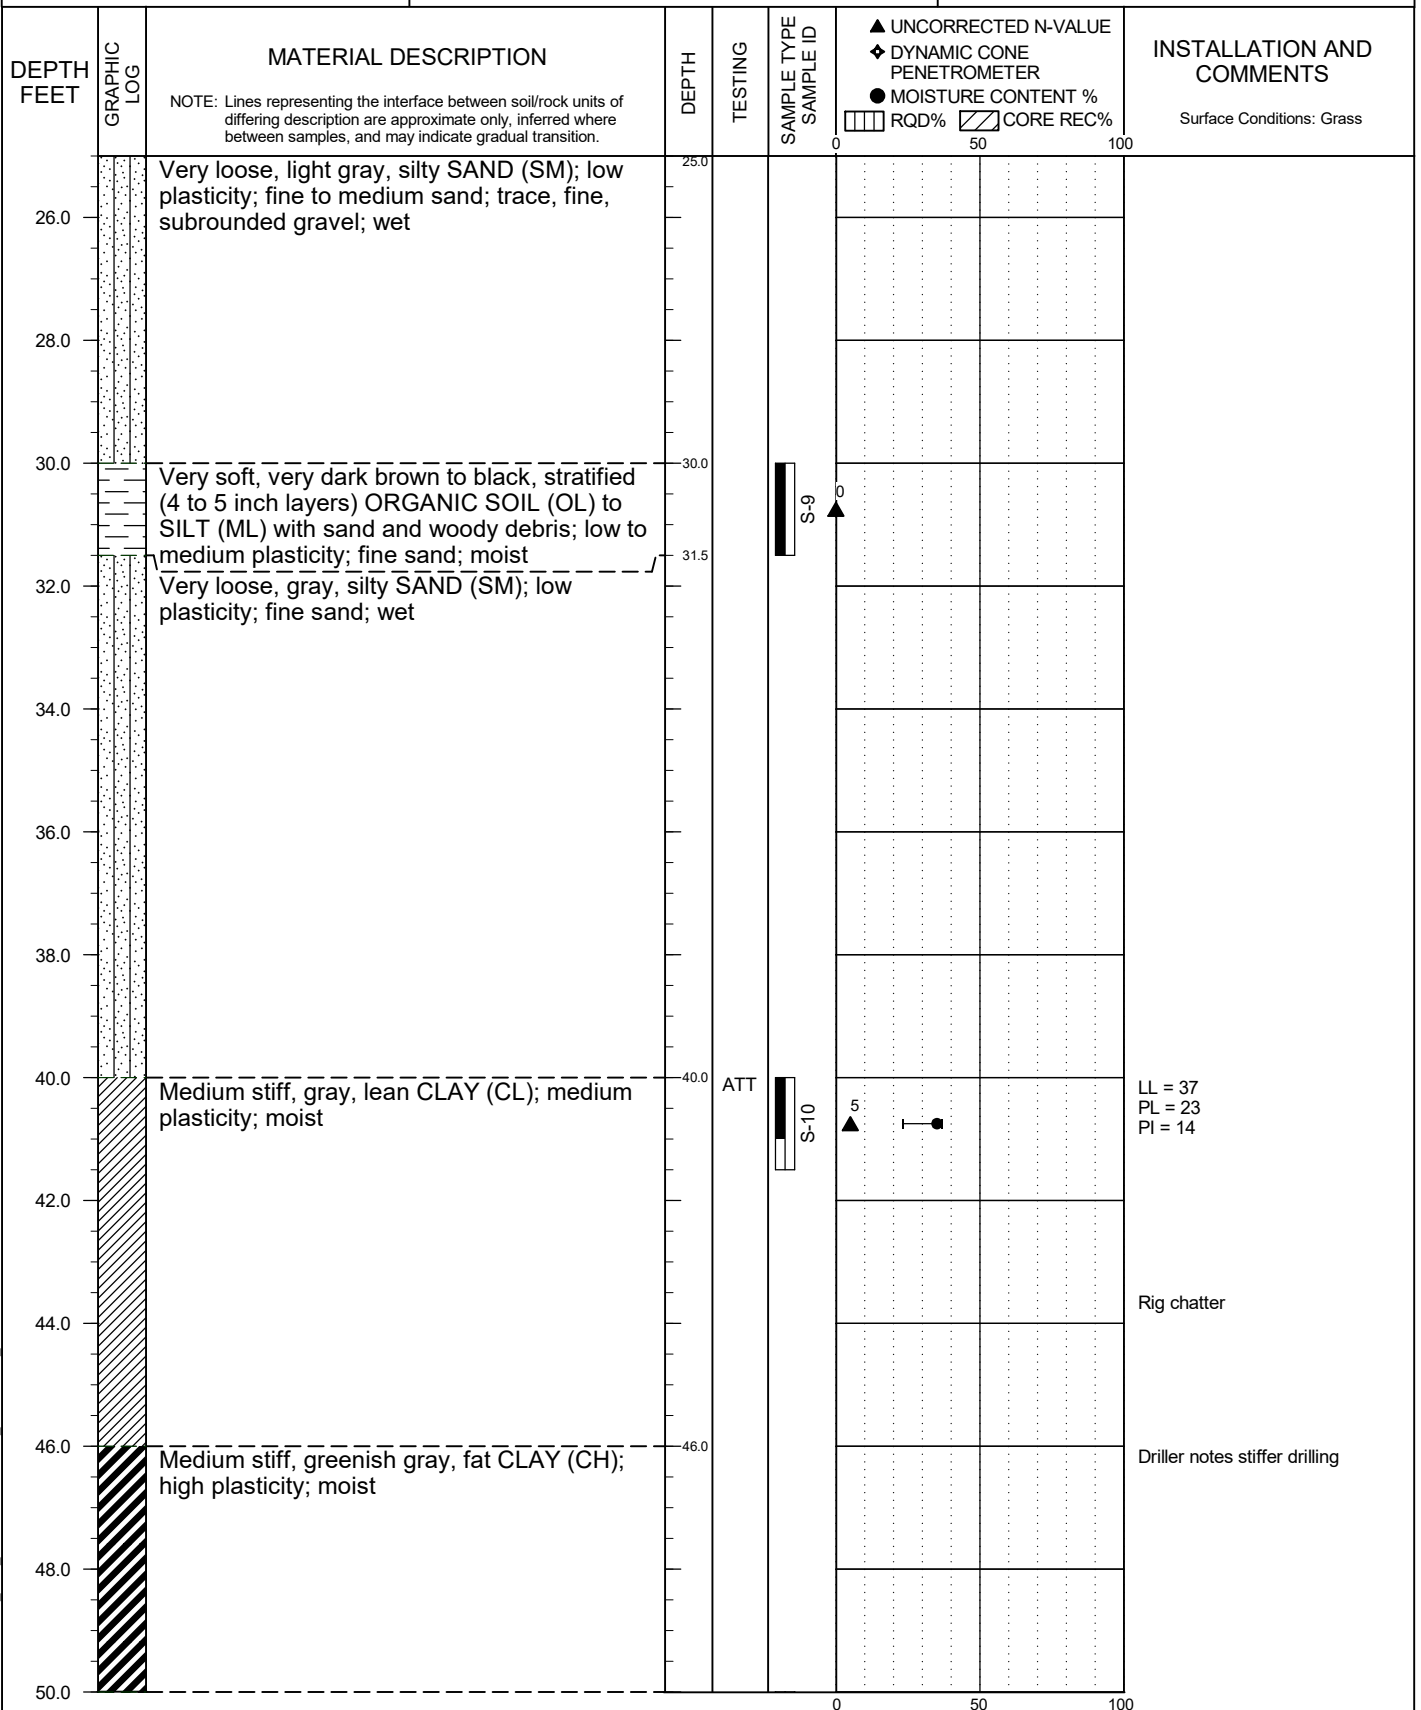 DEPTH
FEET
GRAPHIC
LOG
MATERIAL DESCRIPTION
NOTE: Lines representing the interface between soil/rock units of
differing description are approximate only, inferred where
between samples, and may indicate gradual transition.
DEPTH
TESTING
SAMPLE TYPE
SAMPLE ID
UNCORRECTED N-VALUE
DYNAMIC CONE
PENETROMETER
MOISTURE CONTENT %
RQD% CORE REC%
0 50 100
INSTALLATION AND
COMMENTS
Surface Conditions: Grass
Very loose, light gray, silty SAND (SM); low
plasticity; fine to medium sand; trace, fine,
subrounded gravel; wet
25.0
26.0
28.0
30.0
Very soft, very dark brown to black, stratified
(4 to 5 inch layers) ORGANIC SOIL (OL) to
SILT (ML) with sand and woody debris; low to
medium plasticity; fine sand; moist
30.0
31.5
S-9
0
Very loose, gray, silty SAND (SM); low
plasticity; fine sand; wet
32.0
34.0
36.0
38.0
40.0
Medium stiff, gray, lean CLAY (CL); medium
plasticity; moist
40.0
ATT
S-10
5
LL = 37
PL = 23
PI = 14
42.0
Rig chatter
44.0
46.0
Medium stiff, greenish gray, fat CLAY (CH);
high plasticity; moist
46.0
Driller notes stiffer drilling
48.0
50.0
0 50 100